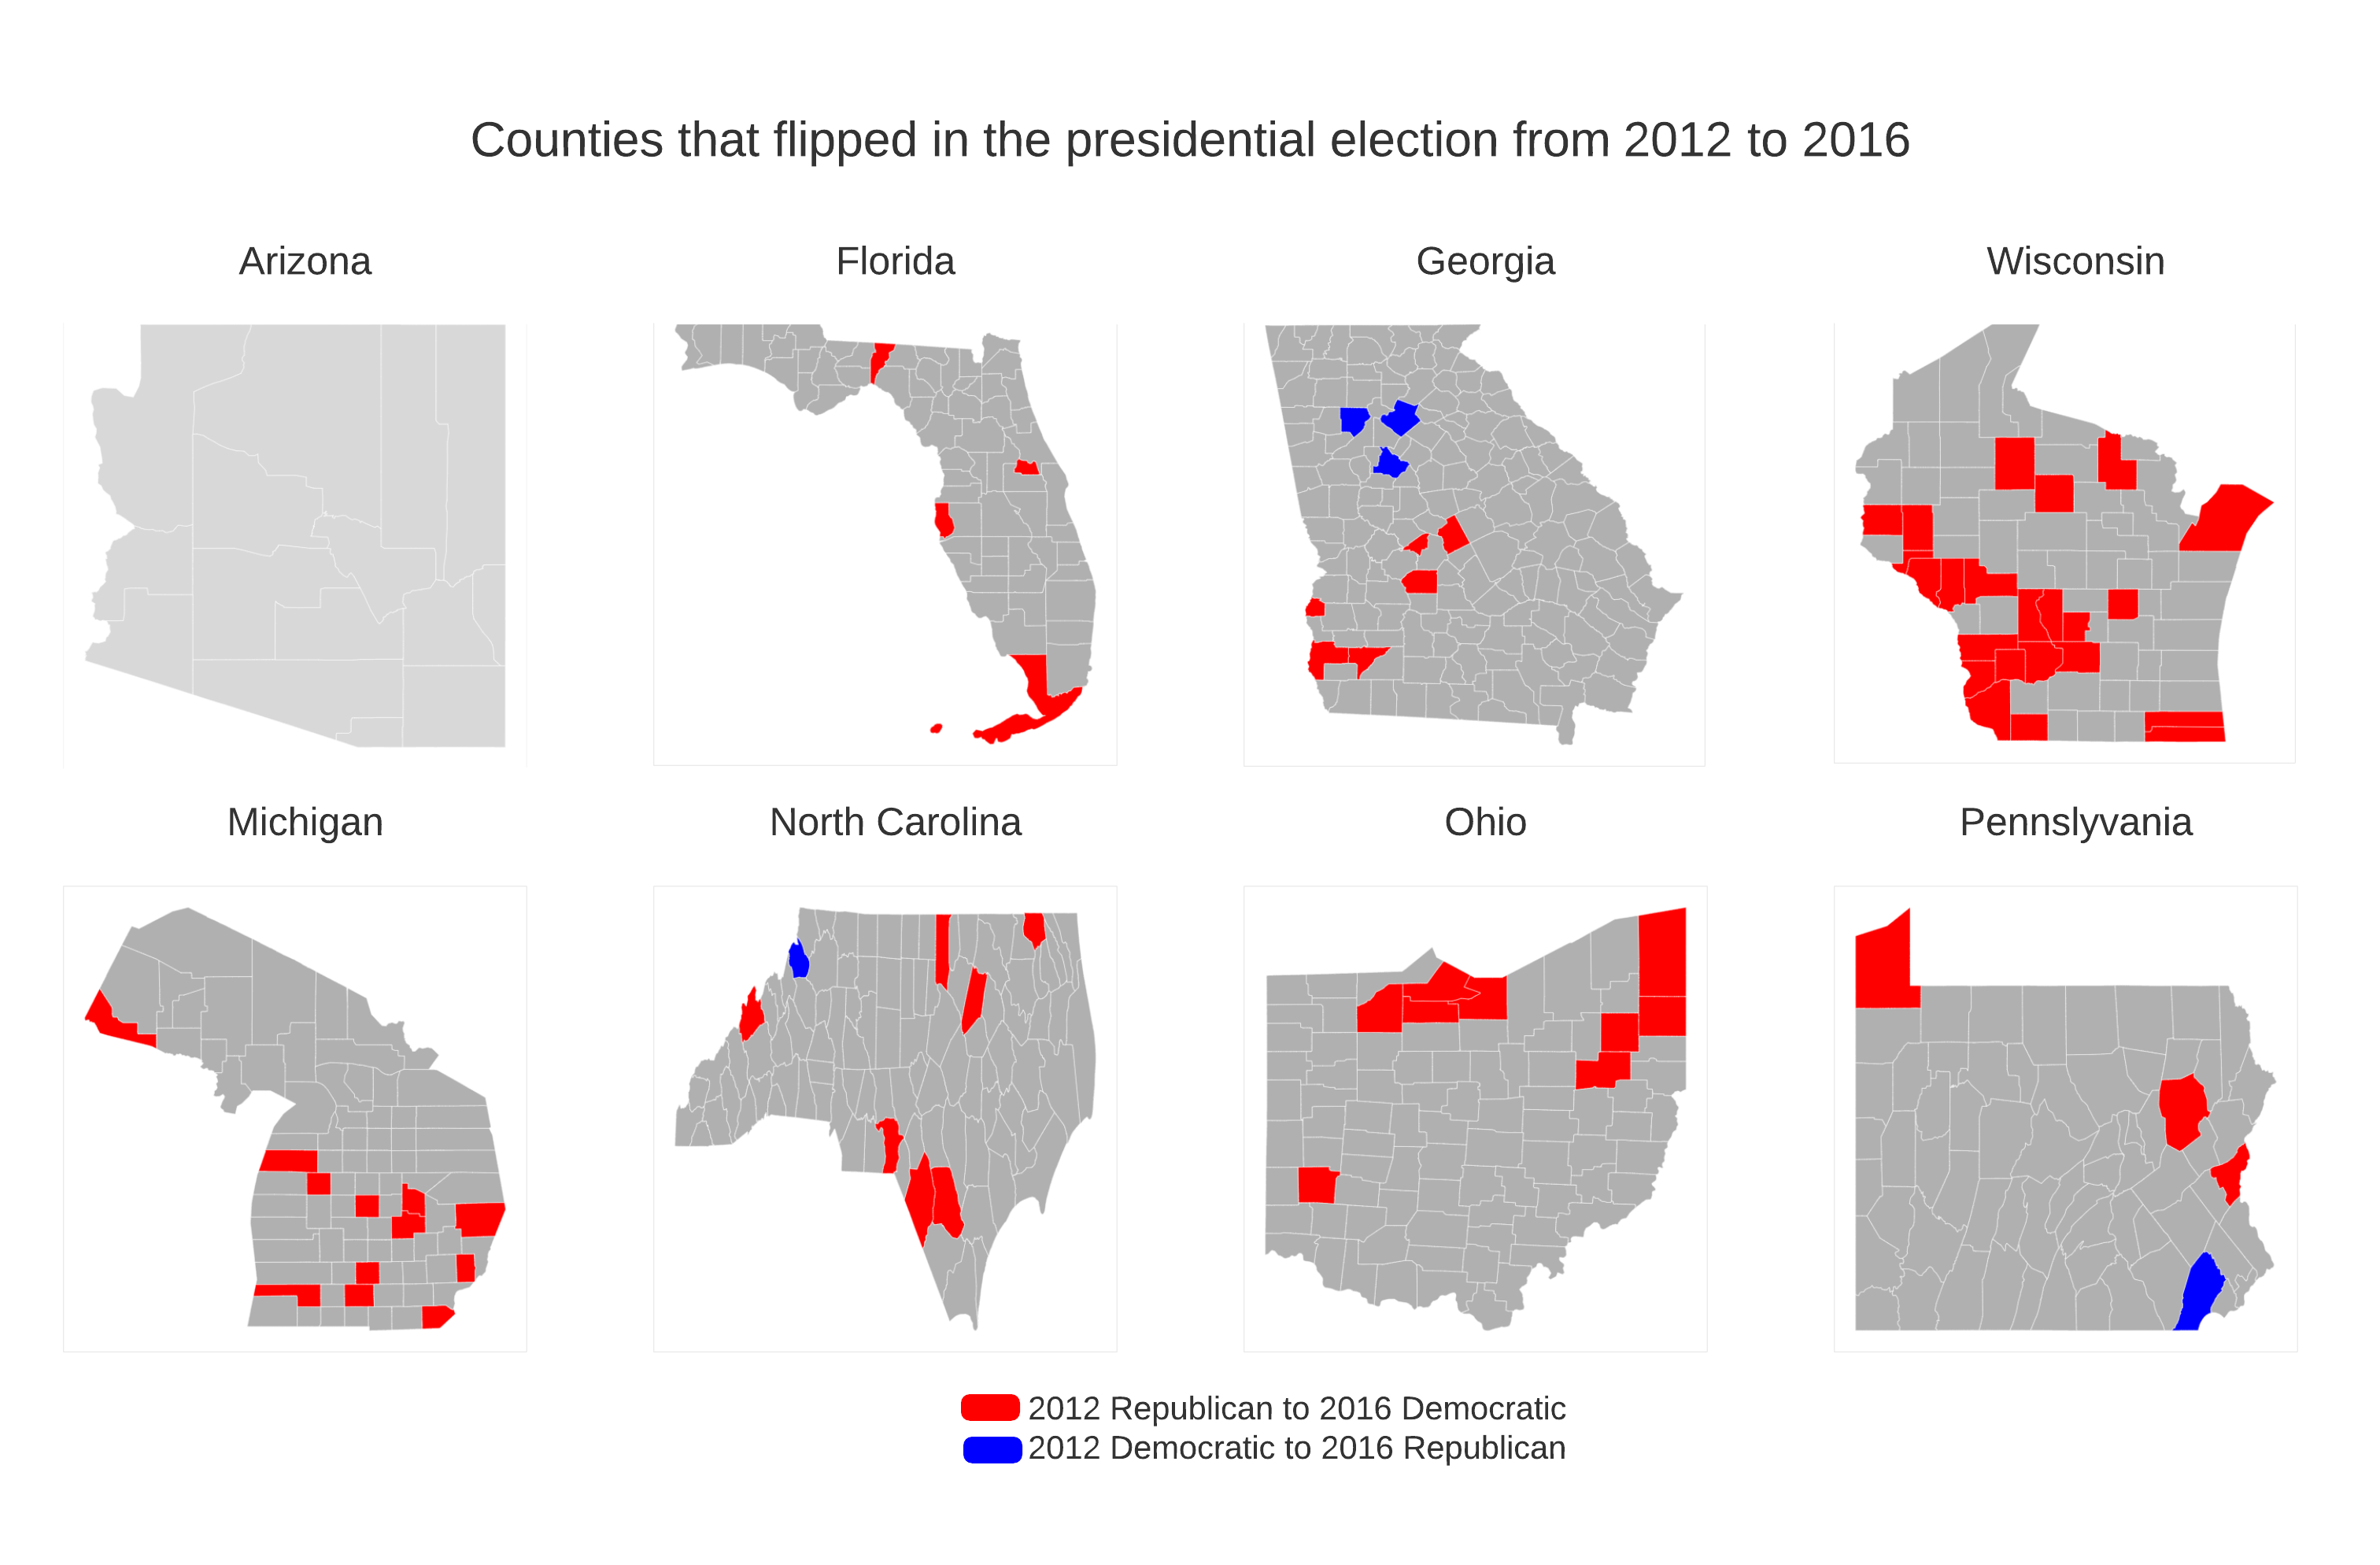 Counties that flipped in the presidential election from 2012 to 2016
Arizona
Florida
Georgia
Wisconsin
Michigan
North Carolina
Ohio
Pennslyvania
2012 Republican to 2016 Democratic
2012 Democratic to 2016 Republican